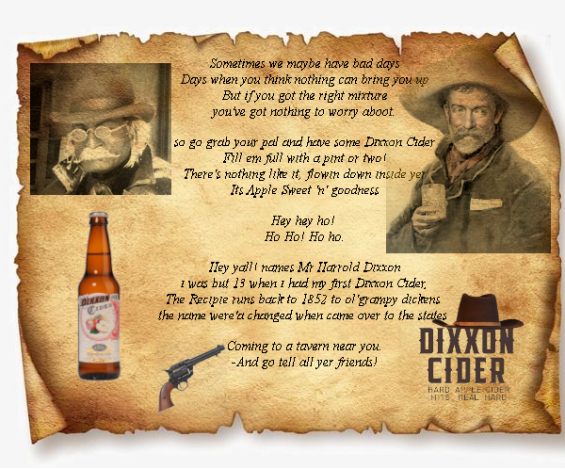 Sometimes we maybe have bad days
Days when you think nothing can bring you up
But if you got the right mixture
you've got nothing to worry aboot.
so go grab your pal and have some Dixxon Cider
Fill em full with a pint or two!
There's nothing like it, flowin down inside yer
Its Apple Sweet 'n' goodness
Hey hey ho!
Ho Ho! Ho ho.
Hey yall! names Mr Harrold Dixxon
i was but 13 when i had my first Dixxon Cider,
The Recipie runs back to 1852 to ol'grampy dickens
the name were'a changed when came over to the states
Coming to a tavern near you.
-And go tell all yer friends!
DIXXON
CIDER
DIXXON
CIDER
HARD APPLE CIDER
HITS REAL HARD